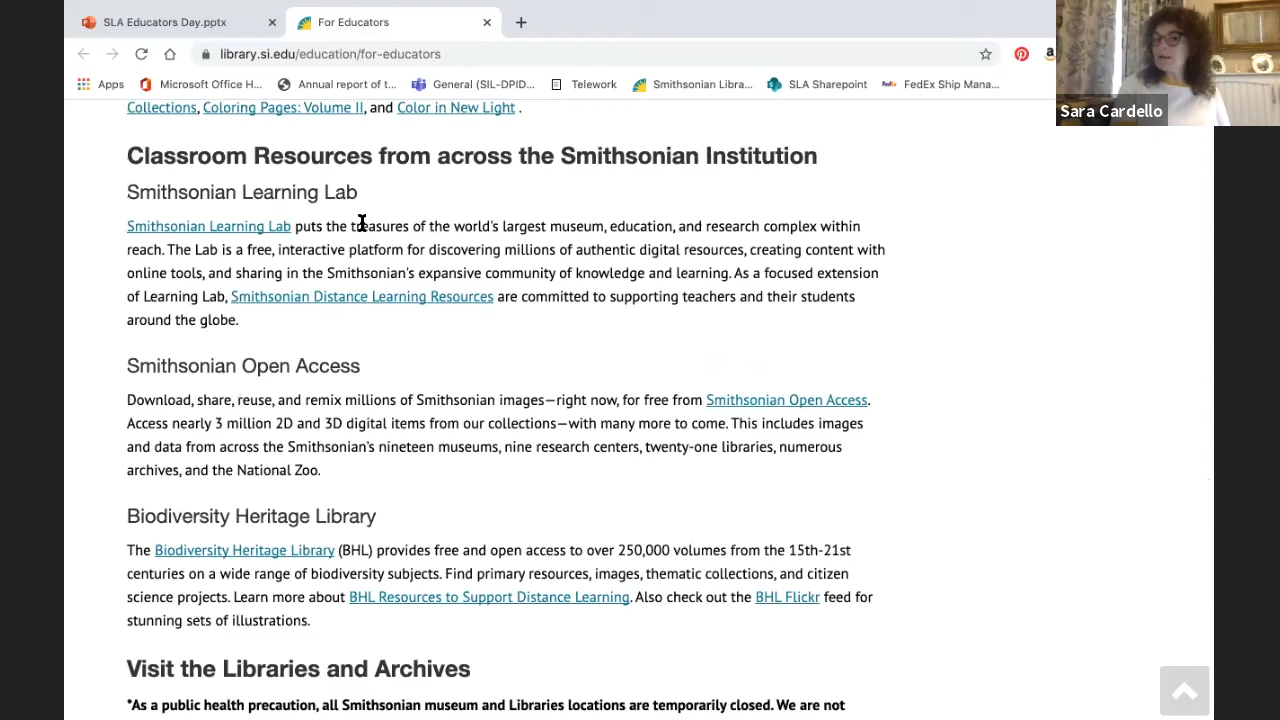 SLA Educators Day.pptx
For Educators
library.si.edu/education/for-educators
Apps Microsoft Office H... Annual report of t... General (SIL-DPID... Telework Smithsonian Libra... SLA Sharepoint FedEx Ship Mana...
Sara Cardello
Collections, Coloring Pages: Volume II, and Color in New Light .
Classroom Resources from across the Smithsonian Institution
Smithsonian Learning Lab
Smithsonian Learning Lab puts the treasures of the world's largest museum, education, and research complex within
reach. The Lab is a free, interactive platform for discovering millions of authentic digital resources, creating content with
online tools, and sharing in the Smithsonian's expansive community of knowledge and learning. As a focused extension
of Learning Lab, Smithsonian Distance Learning Resources are committed to supporting teachers and their students
around the globe.
Smithsonian Open Access
Download, share, reuse, and remix millions of Smithsonian images—right now, for free from Smithsonian Open Access.
Access nearly 3 million 2D and 3D digital items from our collections—with many more to come. This includes images
and data from across the Smithsonian's nineteen museums, nine research centers, twenty-one libraries, numerous
archives, and the National Zoo.
Biodiversity Heritage Library
The Biodiversity Heritage Library (BHL) provides free and open access to over 250,000 volumes from the 15th-21st
centuries on a wide range of biodiversity subjects. Find primary resources, images, thematic collections, and citizen
science projects. Learn more about BHL Resources to Support Distance Learning. Also check out the BHL Flickr feed for
stunning sets of illustrations.
Visit the Libraries and Archives
*As a public health precaution, all Smithsonian museum and Libraries locations are temporarily closed. We are not